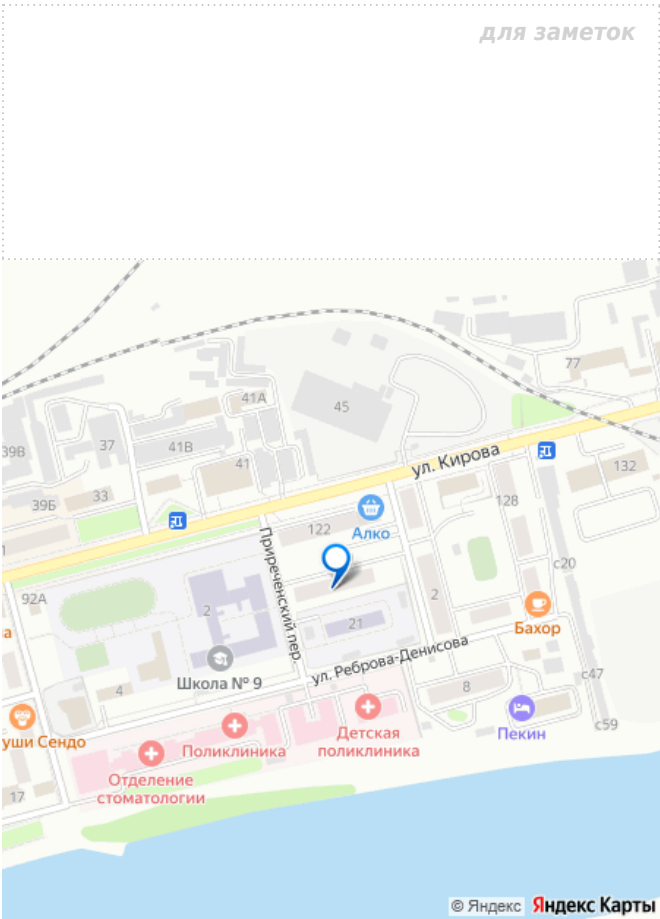 для заметок
77
41А
45
ул. Кирова
39В
37
41В
41
132
33
39Б
128
122
Алко
Приреченский пер.
с20
92А
2
2
21
Бахор
Школа № 9
ул. Реброва-Денисова
4
8
с47
уши Сендо
Поликлиника
Детская
поликлиника
Пекин
с59
Отделение
стоматологии
17
© Яндекс
Яндекс Карты